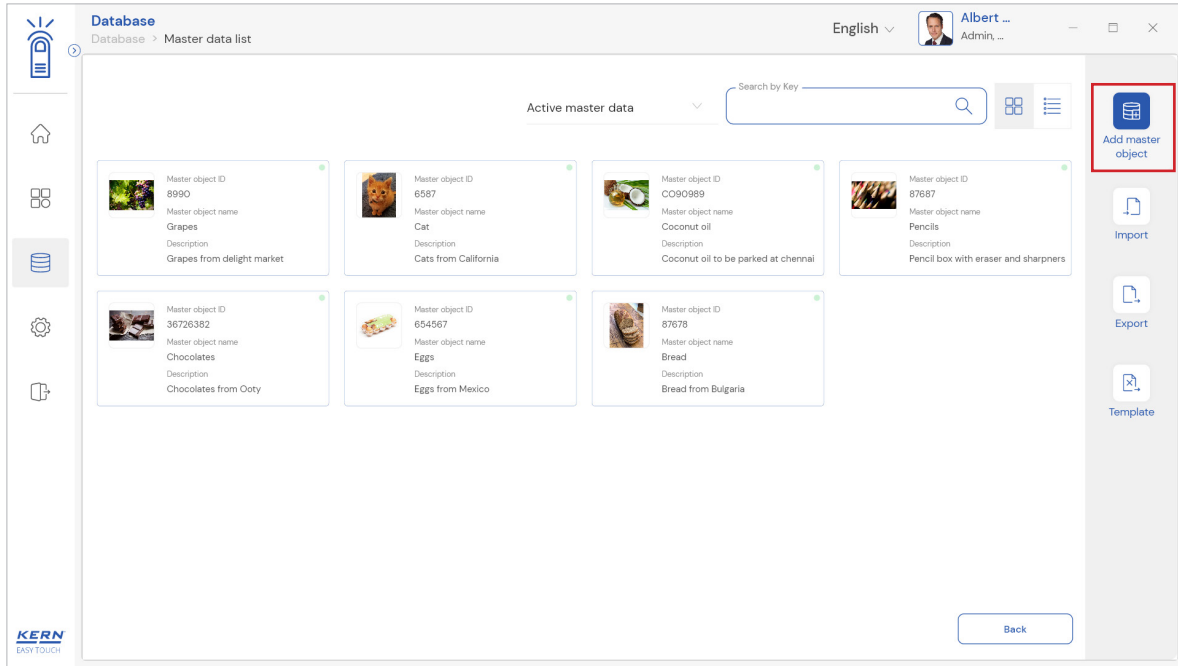 Database
Database > Master data list
English
Albert ...
Admin, ...
Active master data
Search by Key
Add master
object
Import
Export
Template
Master object ID
8990
Master object name
Grapes
Description
Grapes from delight market
Master object ID
6587
Master object name
Cat
Description
Cats from California
Master object ID
CO90989
Master object name
Coconut oil
Description
Coconut oil to be parked at chennai
Master object ID
87687
Master object name
Pencils
Description
Pencil box with eraser and sharpners
Master object ID
36726382
Master object name
Chocolates
Description
Chocolates from Ooty
Master object ID
654567
Master object name
Eggs
Description
Eggs from Mexico
Master object ID
87678
Master object name
Bread
Description
Bread from Bulgaria
Back
KERN
EASY TOUCH